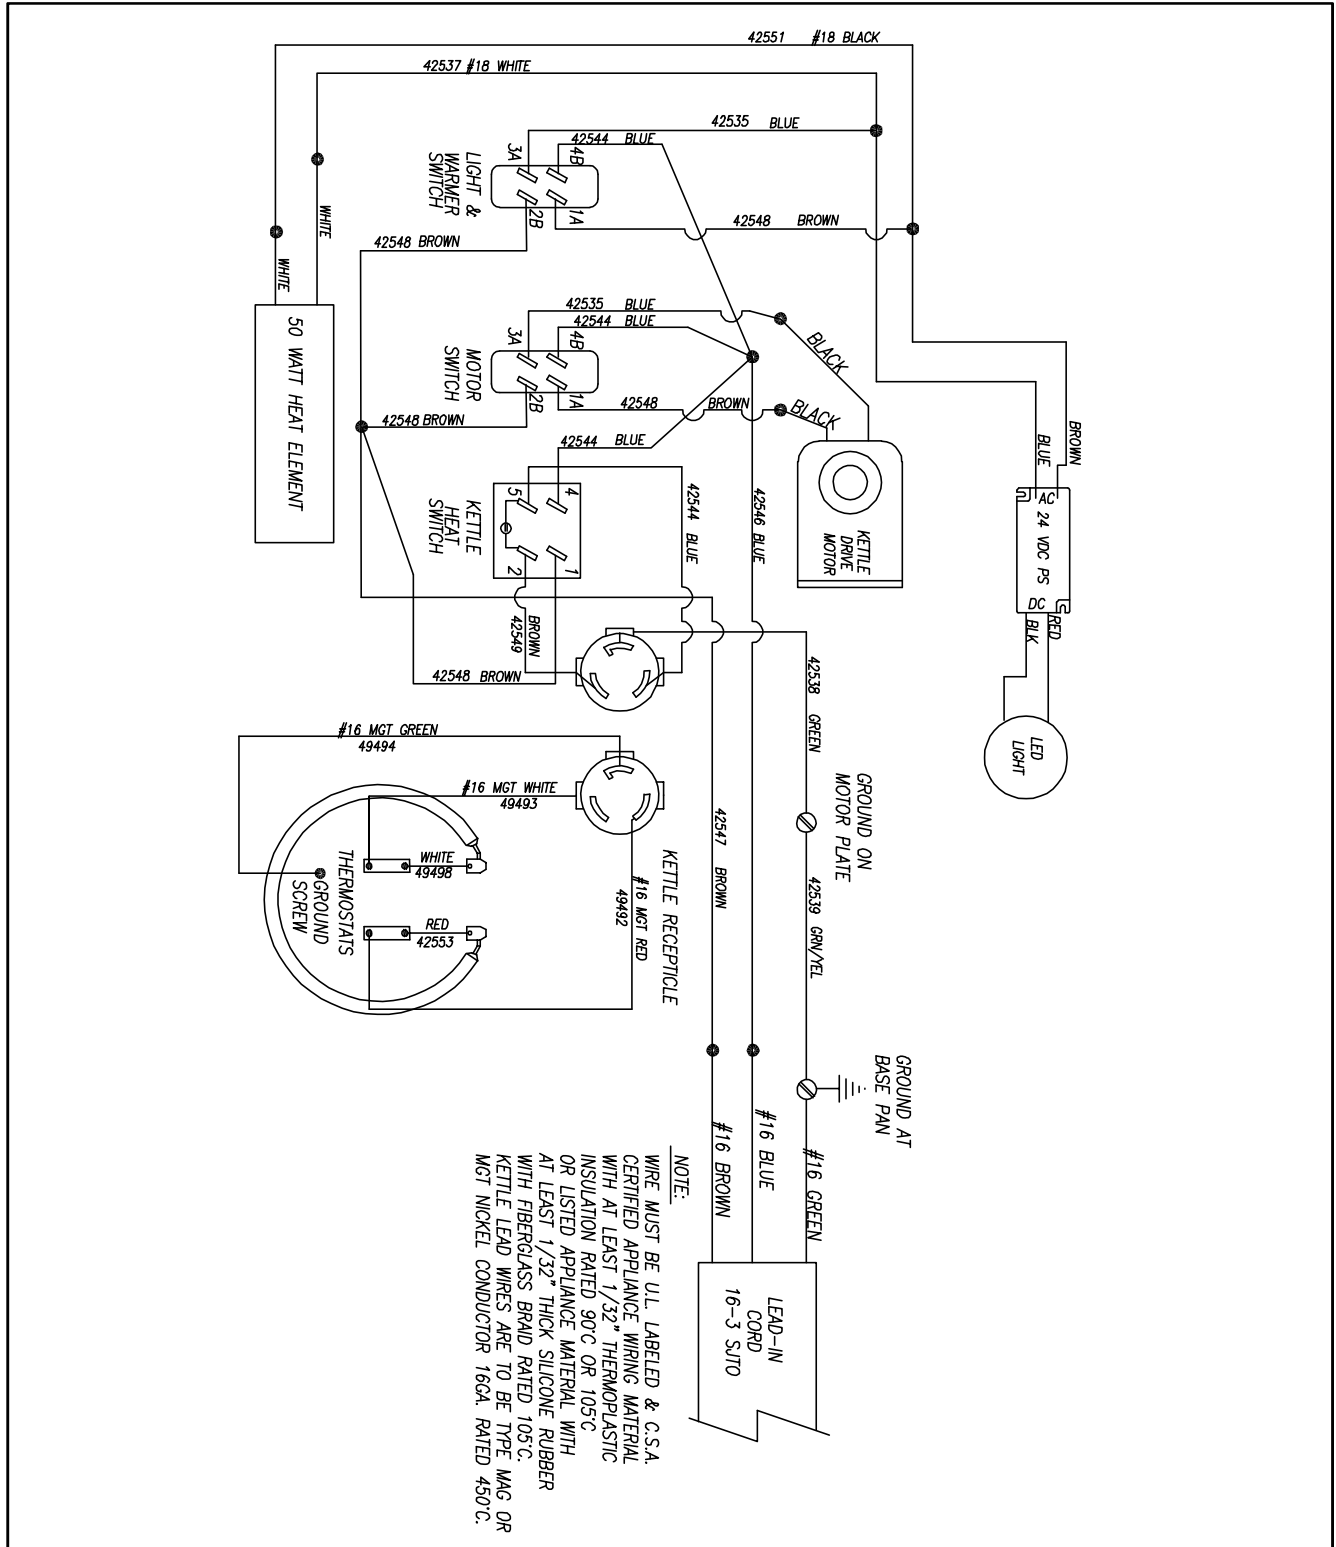 42551 #18 BLACK
42537 #18 WHITE
42535 BLUE
42544 BLUE
3A
4B
LIGHT &
WARMER
SWITCH
2B
1A
42548 BROWN
42548 BROWN
WHITE
WHITE
50 WATT HEAT ELEMENT
42535 BLUE
42544 BLUE
3A
4B
MOTOR
SWITCH
2B
1A
42548 BROWN
42548 BROWN
BLACK
BLACK
KETTLE
DRIVE
MOTOR
42544 BLUE
5
4
KETTLE
HEAT
SWITCH
2
1
42544 BLUE
42546 BLUE
BROWN
42549
42548 BROWN
BROWN
BLUE
AC
24 VDC PS
DC
RED
BLK
LED
LIGHT
42538 GREEN
GROUND ON
MOTOR PLATE
#16 MGT GREEN
49494
#16 MGT WHITE
49493
42547 BROWN
42539 GRN/YEL
KETTLE RECEPTICLE
#16 MGT RED
49492
WHITE
49498
RED
42553
THERMOSTATS
GROUND
SCREW
GROUND AT
BASE PAN
#16 GREEN
#16 BLUE
#16 BROWN
LEAD-IN
CORD
16-3 SJTO
NOTE:
WIRE MUST BE U.L. LABELED & C.S.A.
CERTIFIED APPLIANCE WIRING MATERIAL
WITH AT LEAST 1/32" THERMOPLASTIC
INSULATION RATED 90°C OR 105°C
OR LISTED APPLIANCE MATERIAL WITH
AT LEAST 1/32" THICK SILICONE RUBBER
WITH FIBERGLASS BRAID RATED 105°C.
KETTLE LEAD WIRES ARE TO BE TYPE MAG OR
MGT NICKEL CONDUCTOR 16GA. RATED 450°C.